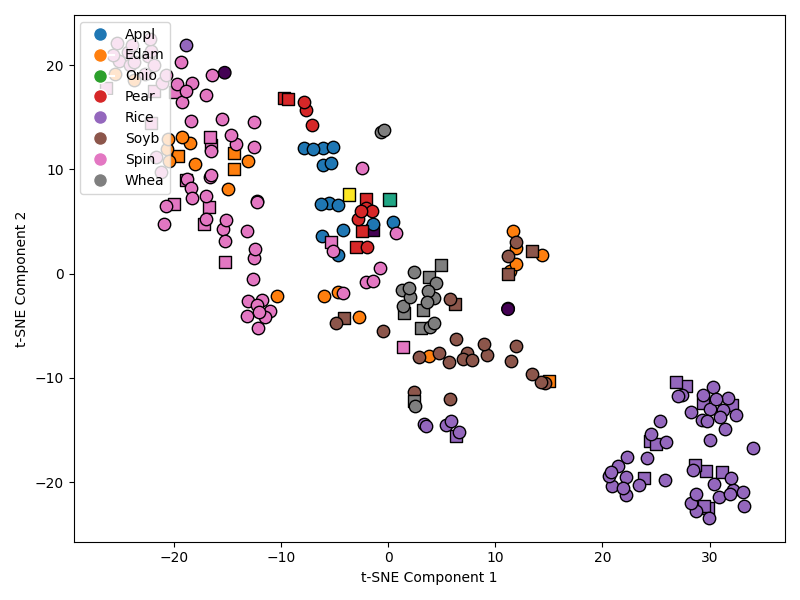 Appl
Edam
Onio
Pear
Rice
Soyb
Spin
Whea
20
10
0
−10
−20
t-SNE Component 2
−20 −10 0 10 20 30
t-SNE Component 1